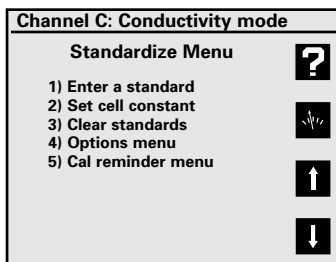 Channel C: Conductivity mode
Standardize Menu
?
1) Enter a standard
2) Set cell constant
3) Clear standards
4) Options menu
5) Cal reminder menu